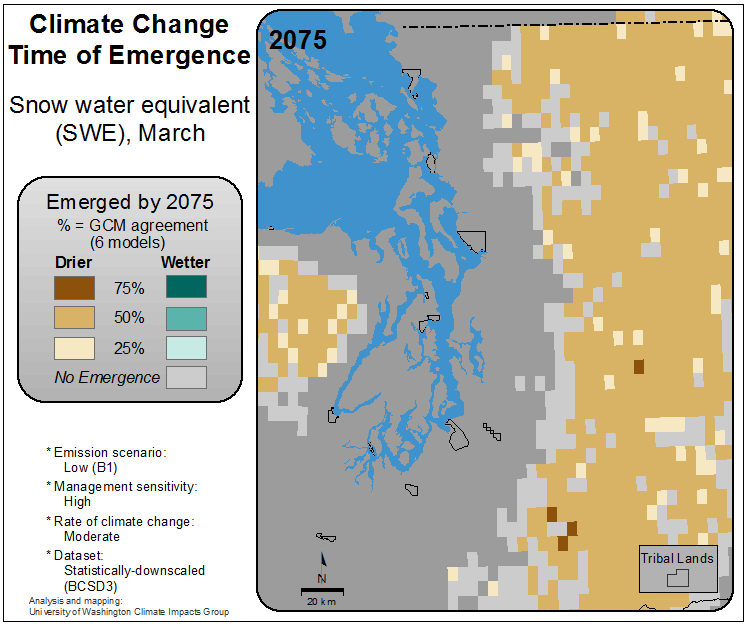 Climate Change
Time of Emergence
Snow water equivalent
(SWE), March
Emerged by 2075
% = GCM agreement
(6 models)
Drier Wetter
75%
50%
25%
No Emergence
* Emission scenario:
Low (B1)
* Management sensitivity:
High
* Rate of climate change:
Moderate
* Dataset:
Statistically-downscaled
(BCSD3)
Analysis and mapping:
University of Washington Climate Impacts Group
2075
N
20 km
Tribal Lands